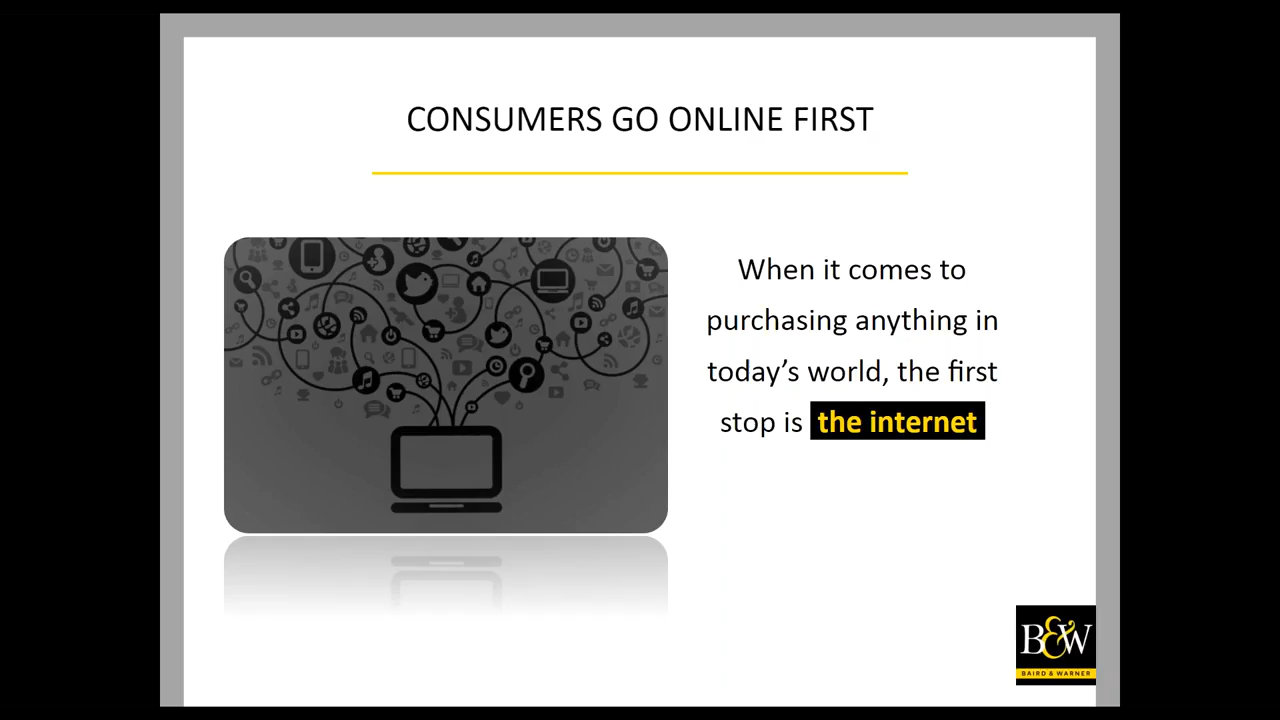 CONSUMERS GO ONLINE FIRST
When it comes to
purchasing anything in
today’s world, the first
stop is the internet
B&W
BAIRD & WARNER